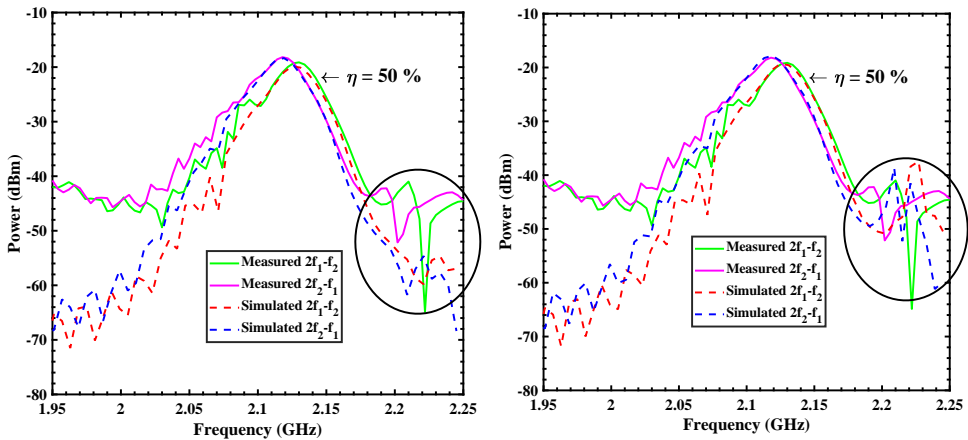 -10
-20
-30
-40
-50
-60
-70
-80
Power (dBm)
← η = 50 %
Measured 2f1-f2
Measured 2f2-f1
Simulated 2f1-f2
Simulated 2f2-f1
1.95 2 2.05 2.1 2.15 2.2 2.25
Frequency (GHz)
-10
-20
-30
-40
-50
-60
-70
-80
Power (dBm)
← η = 50 %
Measured 2f1-f2
Measured 2f2-f1
Simulated 2f1-f2
Simulated 2f2-f1
1.95 2 2.05 2.1 2.15 2.2 2.25
Frequency (GHz)